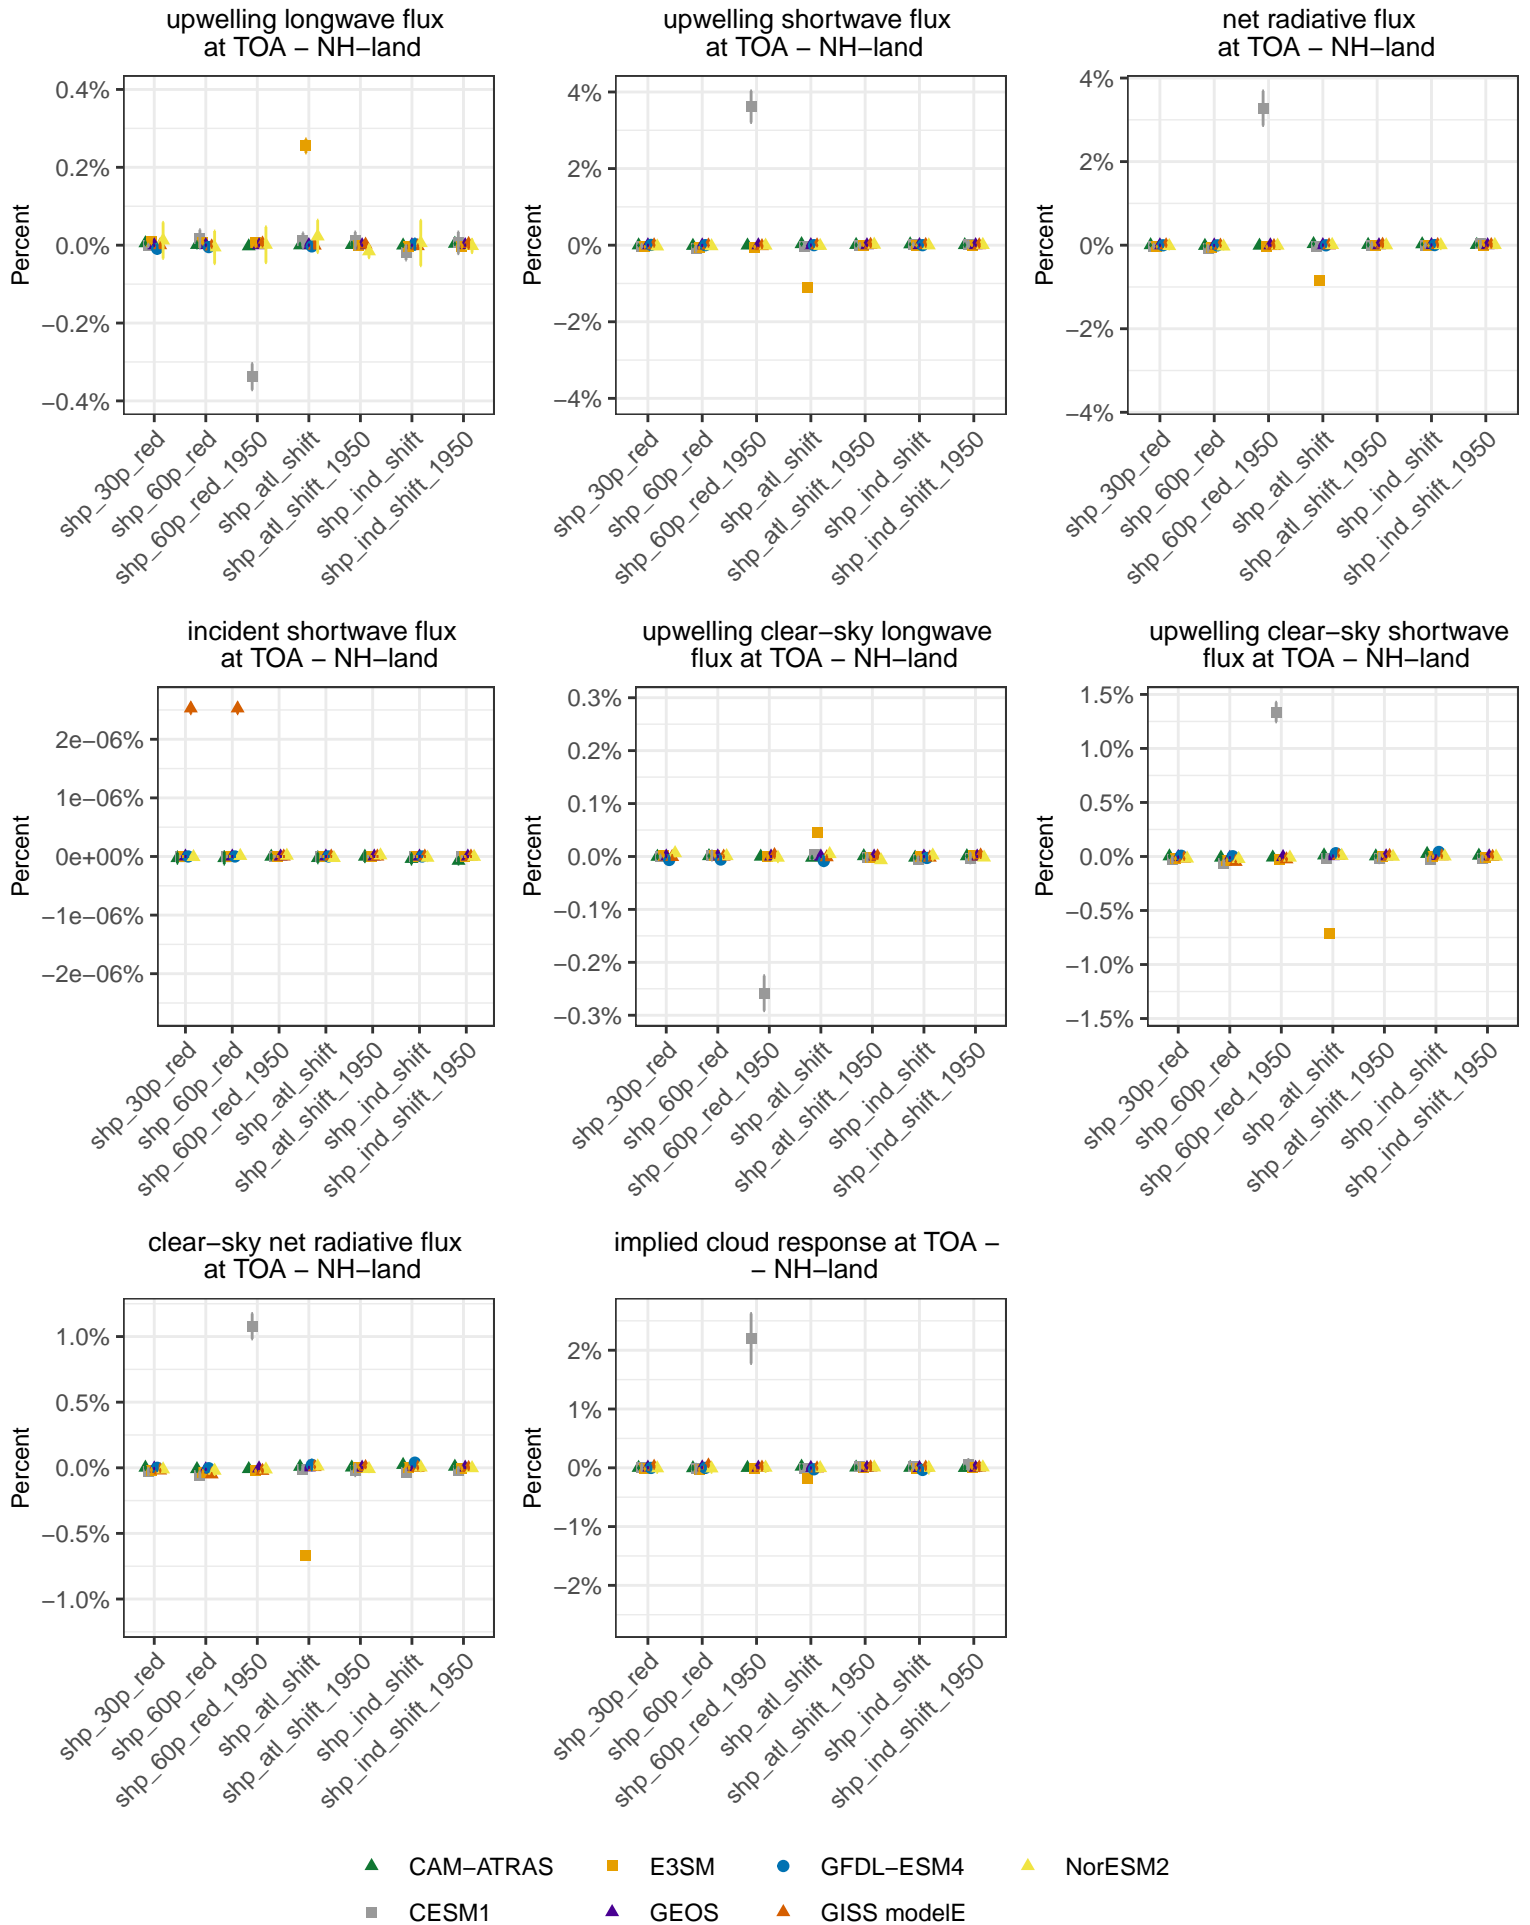 upwelling longwave flux
at TOA − NH−land
upwelling shortwave flux
at TOA − NH−land
net radiative flux
at TOA − NH−land
Percent
0.4%
0.2%
0.0%
−0.2%
−0.4%
shp_30p_red
shp_60p_red
shp_60p_red_1950
shp_atl_shift
shp_atl_shift_1950
shp_ind_shift
shp_ind_shift_1950
Percent
4%
2%
0%
−2%
−4%
shp_30p_red
shp_60p_red
shp_60p_red_1950
shp_atl_shift
shp_atl_shift_1950
shp_ind_shift
shp_ind_shift_1950
Percent
4%
2%
0%
−2%
−4%
shp_30p_red
shp_60p_red
shp_60p_red_1950
shp_atl_shift
shp_atl_shift_1950
shp_ind_shift
shp_ind_shift_1950
incident shortwave flux
at TOA − NH−land
upwelling clear−sky longwave
flux at TOA − NH−land
upwelling clear−sky shortwave
flux at TOA − NH−land
Percent
2e−06%
1e−06%
0e+00%
−1e−06%
−2e−06%
shp_30p_red
shp_60p_red
shp_60p_red_1950
shp_atl_shift
shp_atl_shift_1950
shp_ind_shift
shp_ind_shift_1950
Percent
0.3%
0.2%
0.1%
0.0%
−0.1%
−0.2%
−0.3%
shp_30p_red
shp_60p_red
shp_60p_red_1950
shp_atl_shift
shp_atl_shift_1950
shp_ind_shift
shp_ind_shift_1950
Percent
1.5%
1.0%
0.5%
0.0%
−0.5%
−1.0%
−1.5%
shp_30p_red
shp_60p_red
shp_60p_red_1950
shp_atl_shift
shp_atl_shift_1950
shp_ind_shift
shp_ind_shift_1950
clear−sky net radiative flux
at TOA − NH−land
implied cloud response at TOA −
− NH−land
Percent
1.0%
0.5%
0.0%
−0.5%
−1.0%
shp_30p_red
shp_60p_red
shp_60p_red_1950
shp_atl_shift
shp_atl_shift_1950
shp_ind_shift
shp_ind_shift_1950
Percent
2%
1%
0%
−1%
−2%
shp_30p_red
shp_60p_red
shp_60p_red_1950
shp_atl_shift
shp_atl_shift_1950
shp_ind_shift
shp_ind_shift_1950
CAM−ATRAS
E3SM
GFDL−ESM4
NorESM2
CESM1
GEOS
GISS modelE